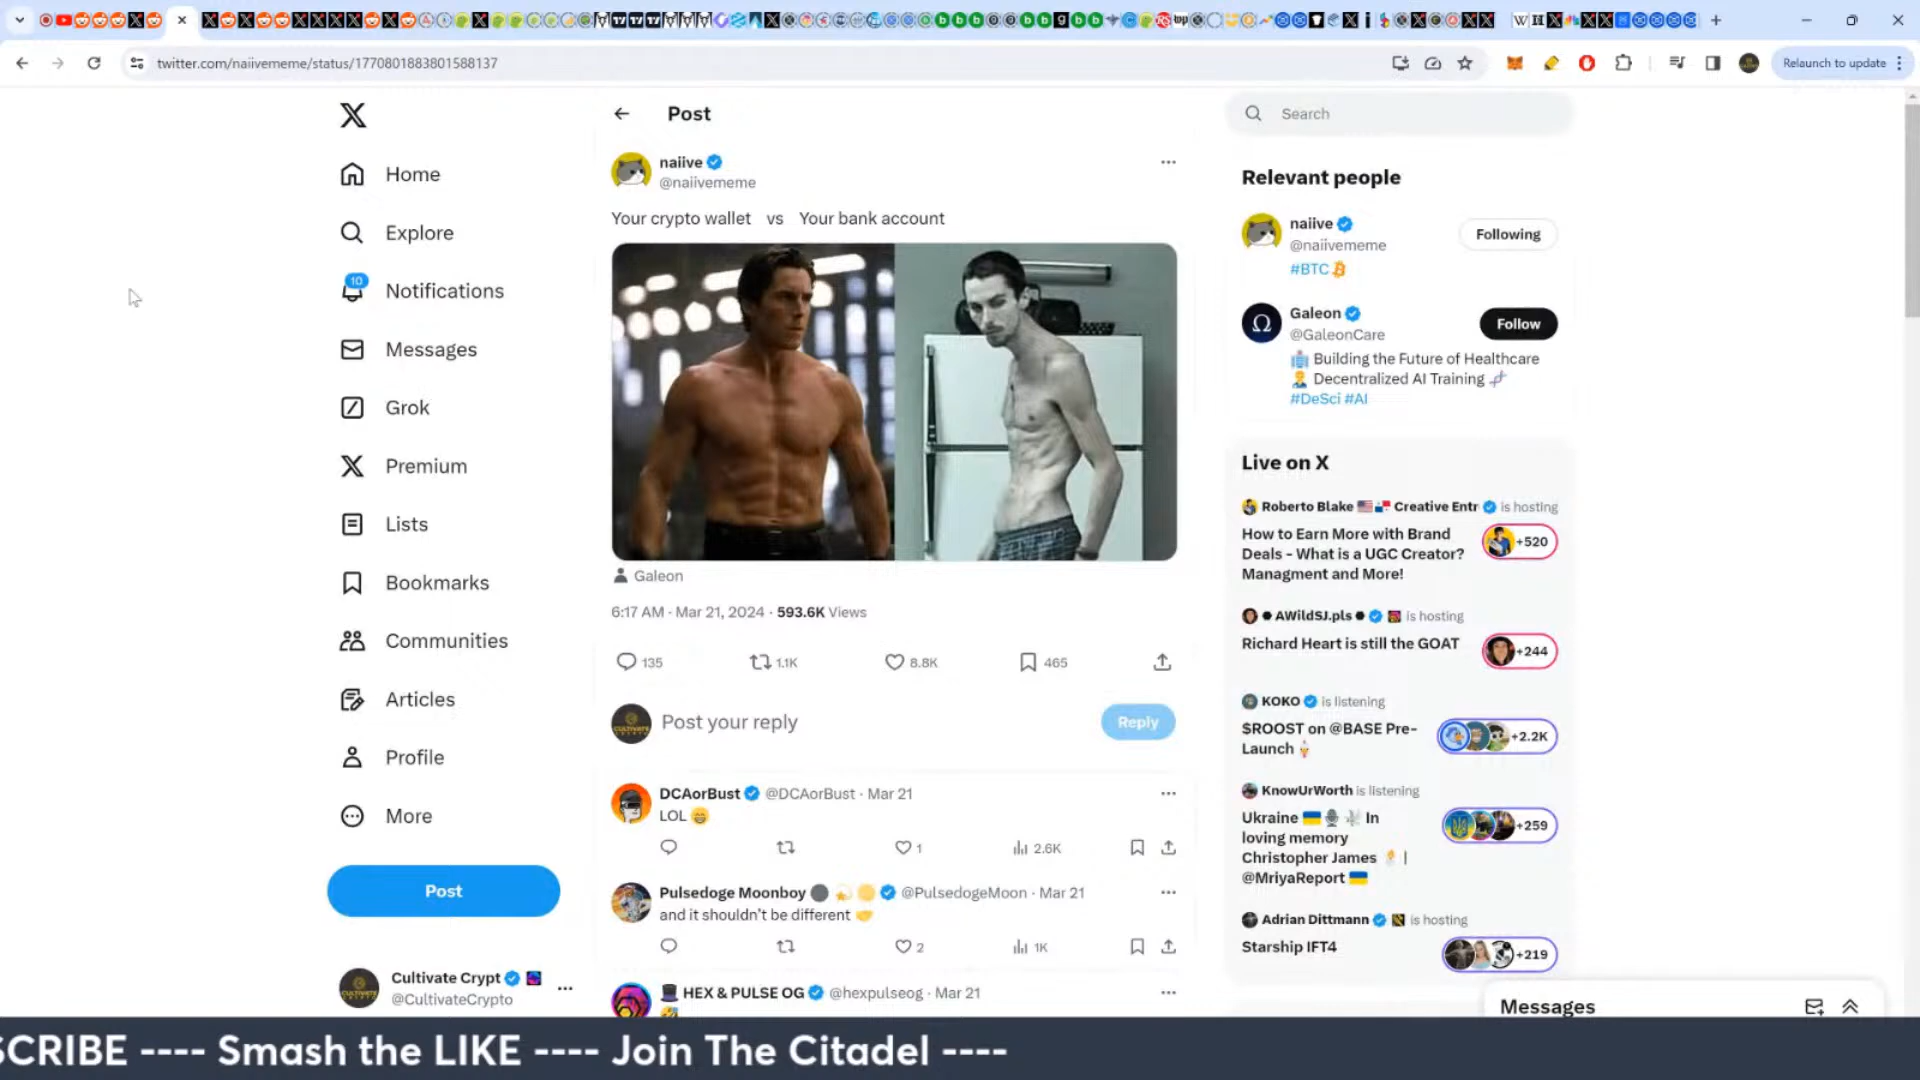 twitter.com/naiivememe/status/1770801883801588137
Relaunch to update
Home
Explore
10
Notifications
Messages
Grok
Premium
Lists
Bookmarks
Communities
Articles
Profile
More
Post
Cultivate Crypt
@CultivateCrypto
Post
naiive
@naiivememe
Your crypto wallet vs Your bank account
Galeon
6:17 AM · Mar 21, 2024 · 593.6K Views
135 1.1K 8.8K 465
Post your reply
Reply
DCAorBust @DCAorBust · Mar 21
LOL 😁
1 2.6K
Pulsedoge Moonboy @PulsedogeMoon · Mar 21
and it shouldn't be different
2 1K
HEX & PULSE OG @hexpulseog · Mar 21
Search
Relevant people
naiive
@naiivememe
Following
#BTC
Galeon
@GaleonCare
Follow
Building the Future of Healthcare
Decentralized AI Training
#DeSci #AI
Live on X
Roberto Blake Creative Entr is hosting
How to Earn More with Brand
Deals - What is a UGC Creator?
Managment and More!
+520
AWildSJ.pls is hosting
Richard Heart is still the GOAT
+244
KOKO is listening
$ROOST on @BASE Pre-
Launch
+2.2K
KnowUrWorth is listening
Ukraine 🇺🇦 🎙️ 🕊️ In
loving memory
Christopher James |
@MriyaReport 🇺🇦
+259
Adrian Dittmann is hosting
Starship IFT4
+219
Messages
SCRIBE ---- Smash the LIKE ---- Join The Citadel ----